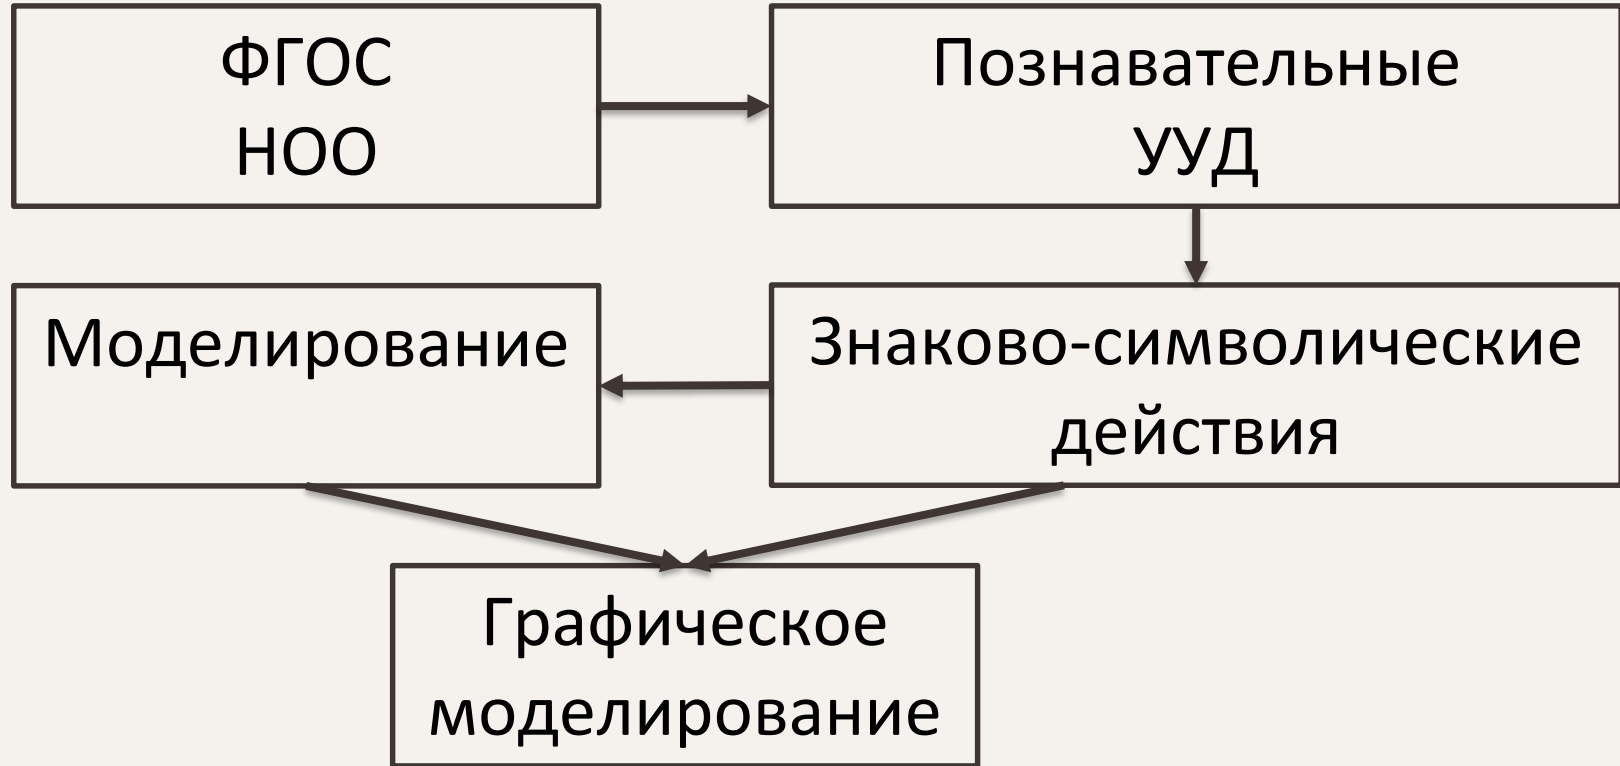 ФГОС
НОО
Познавательные
УУД
Моделирование
Знаково-символические
действия
Графическое
моделирование